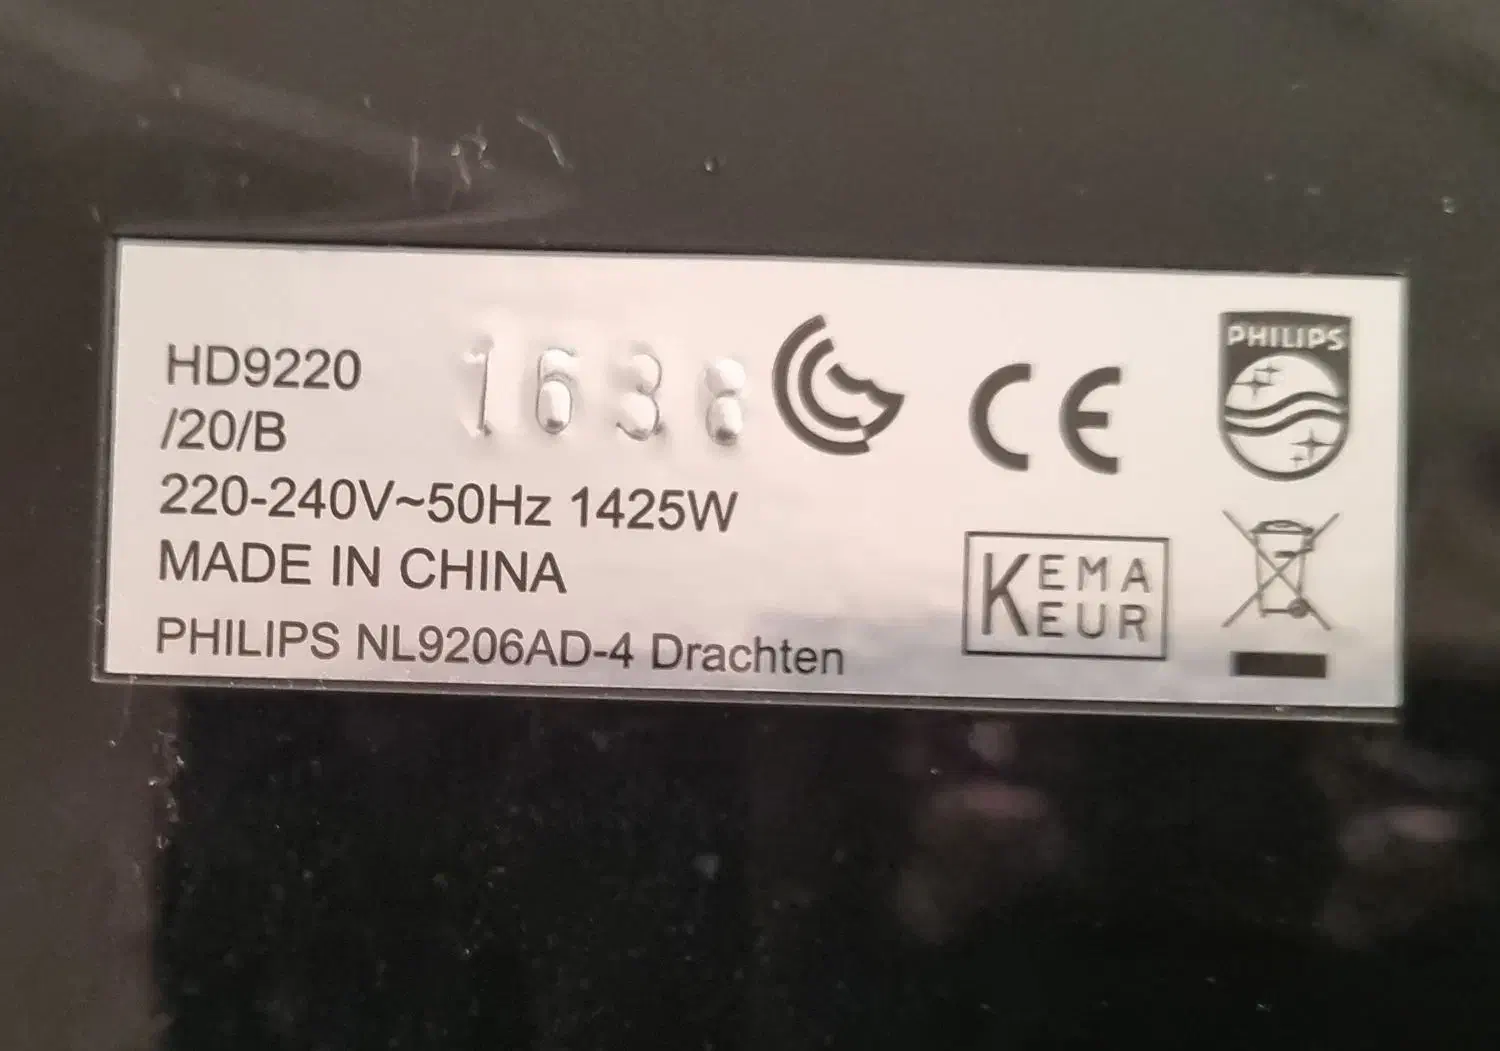 HD9220
/20/B
1638
220-240V~50Hz 1425W
MADE IN CHINA
PHILIPS NL9206AD-4 Drachten
CE
PHILIPS
KEMA
KEUR